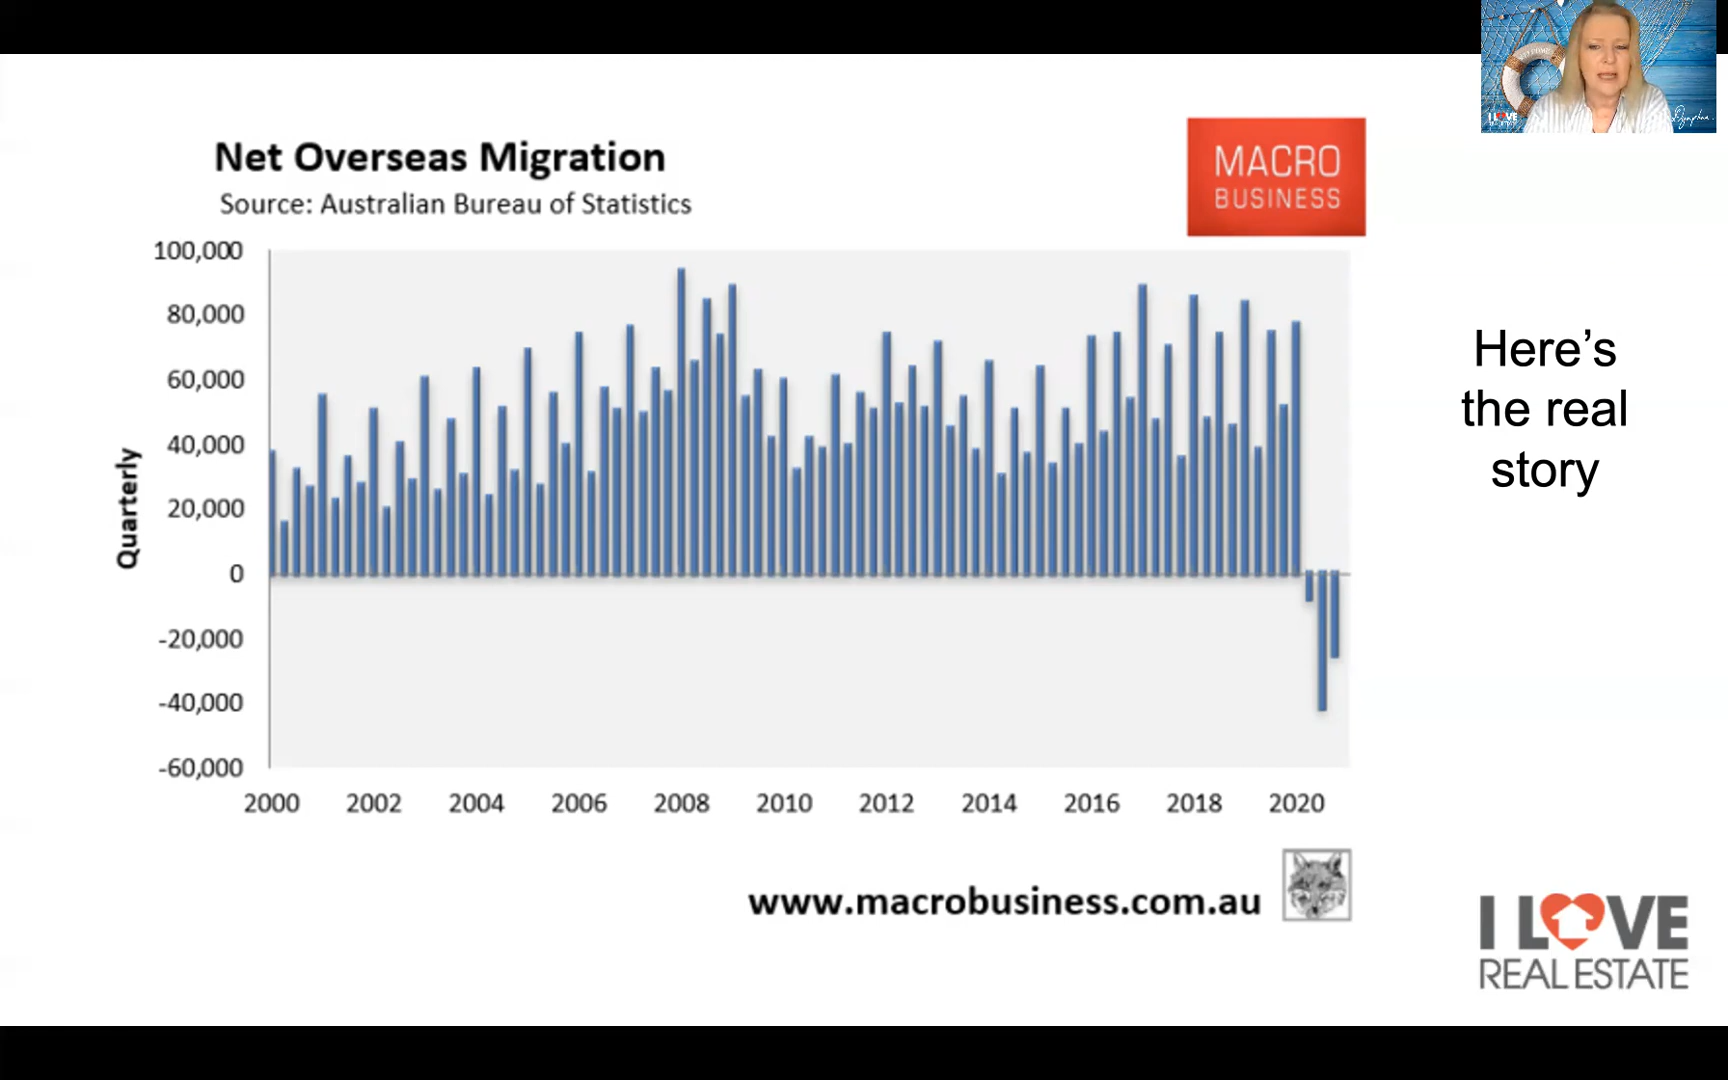 Net Overseas Migration
Source: Australian Bureau of Statistics
MACRO
BUSINESS
Quarterly
100,000
80,000
60,000
40,000
20,000
0
-20,000
-40,000
-60,000
2000 2002 2004 2006 2008 2010 2012 2014 2016 2018 2020
www.macrobusiness.com.au
Here's
the real
story
I LOVE
REAL ESTATE
I LOVE